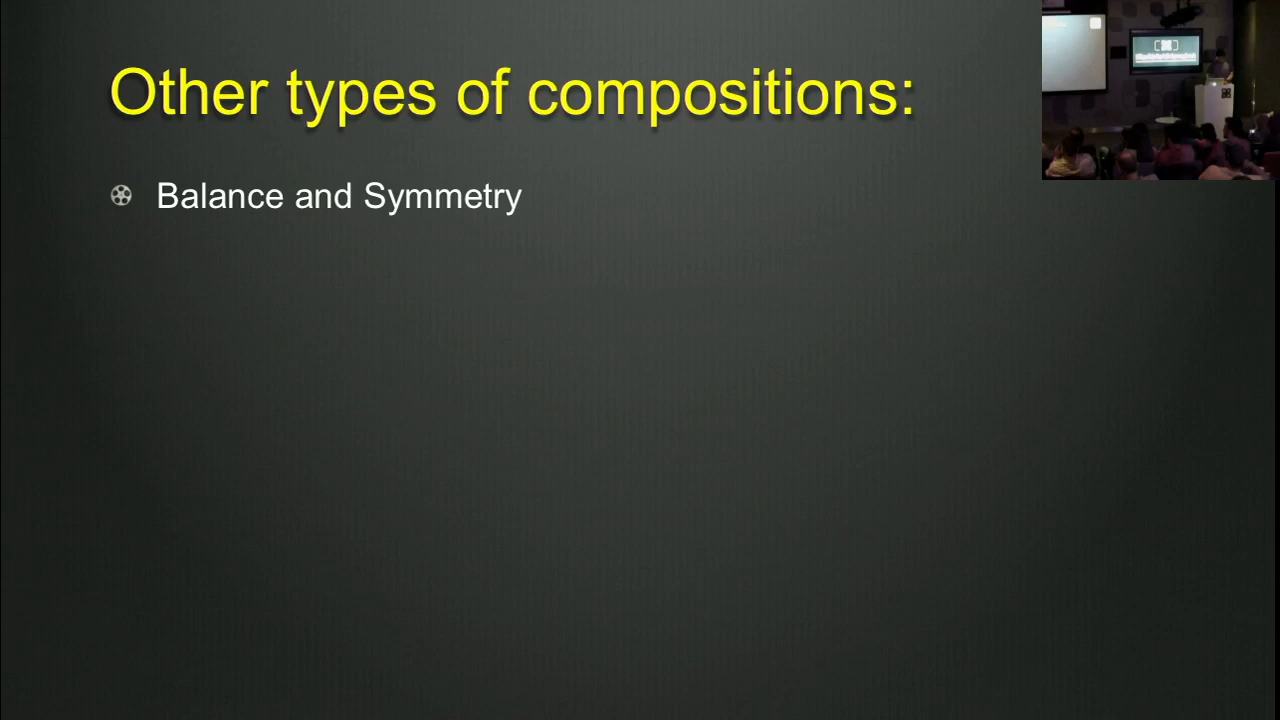 Other types of compositions:
Balance and Symmetry